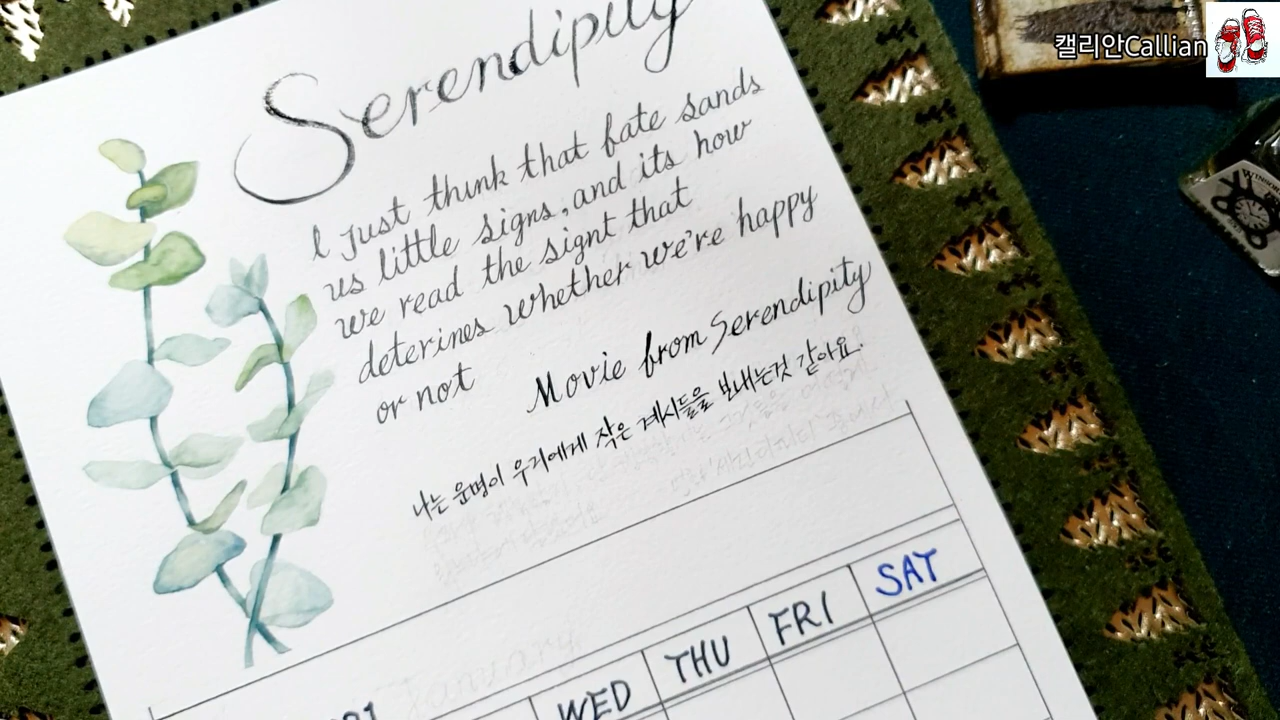 캘리안Callian
Serendipity
I just think that fate sands
us little signs, and its how
we read the signt that
deterines whether we're happy
or not
Movie from Serendipity
나는 운명이 우리에게 작은 계시들을 보내는것 같아요.
January
WED THU FRI SAT